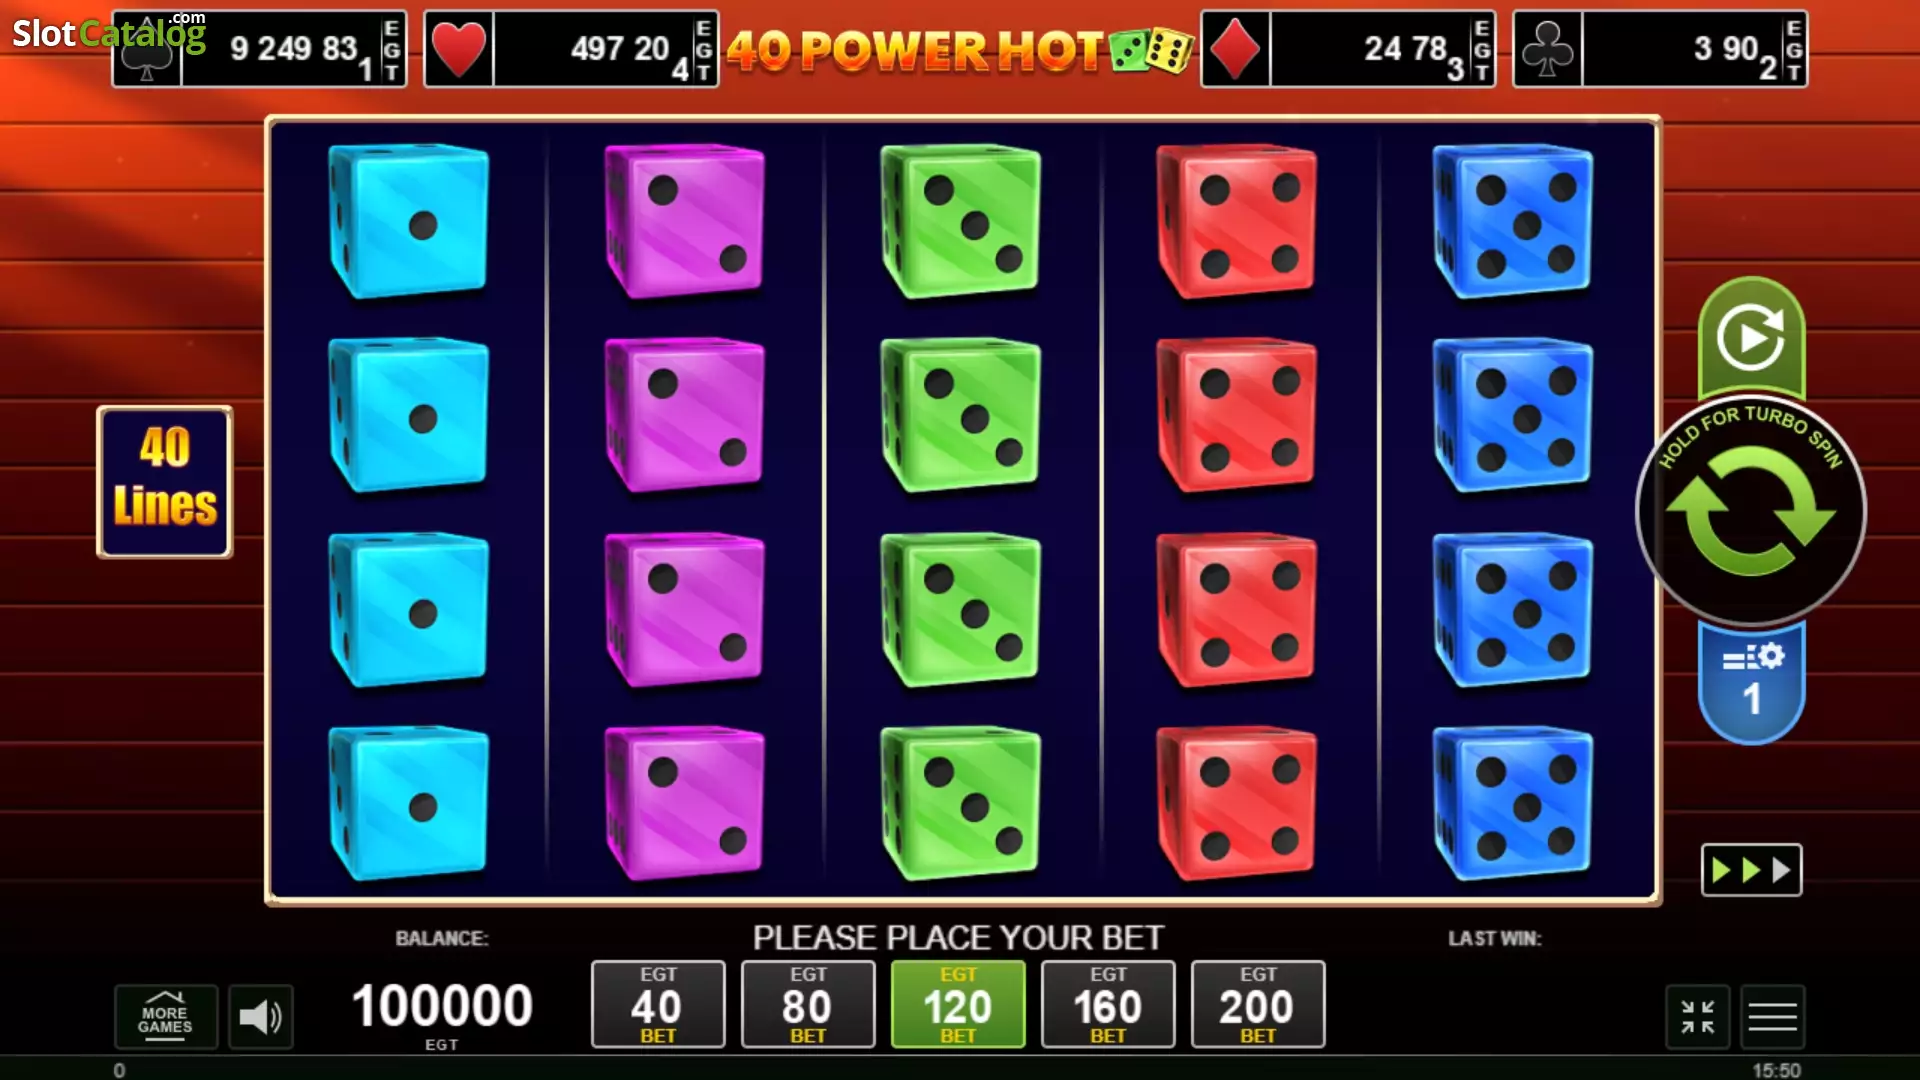 SlotCatalog.com
9 249 83 1 EGT
497 20 4 EGT
40 POWER HOT
24 78 3 EGT
3 90 2 EGT
40
Lines
HOLD FOR TURBO SPIN
1
BALANCE:
PLEASE PLACE YOUR BET
LAST WIN:
MORE
GAMES
100000
EGT
EGT
40
BET
EGT
80
BET
EGT
120
BET
EGT
160
BET
EGT
200
BET
0
15:50